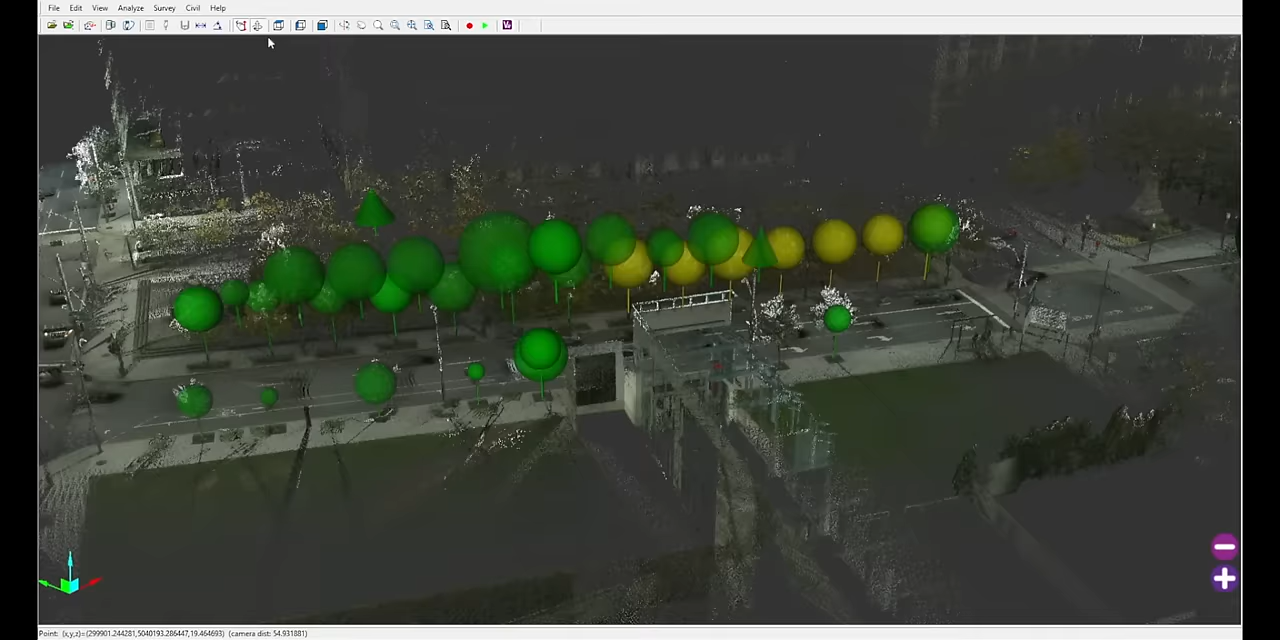 File Edit View Analyze Survey Civil Help
Point: (x,y,z)=(299901.244281,5040193.286447,19.464693) (camera dist: 54.931881)